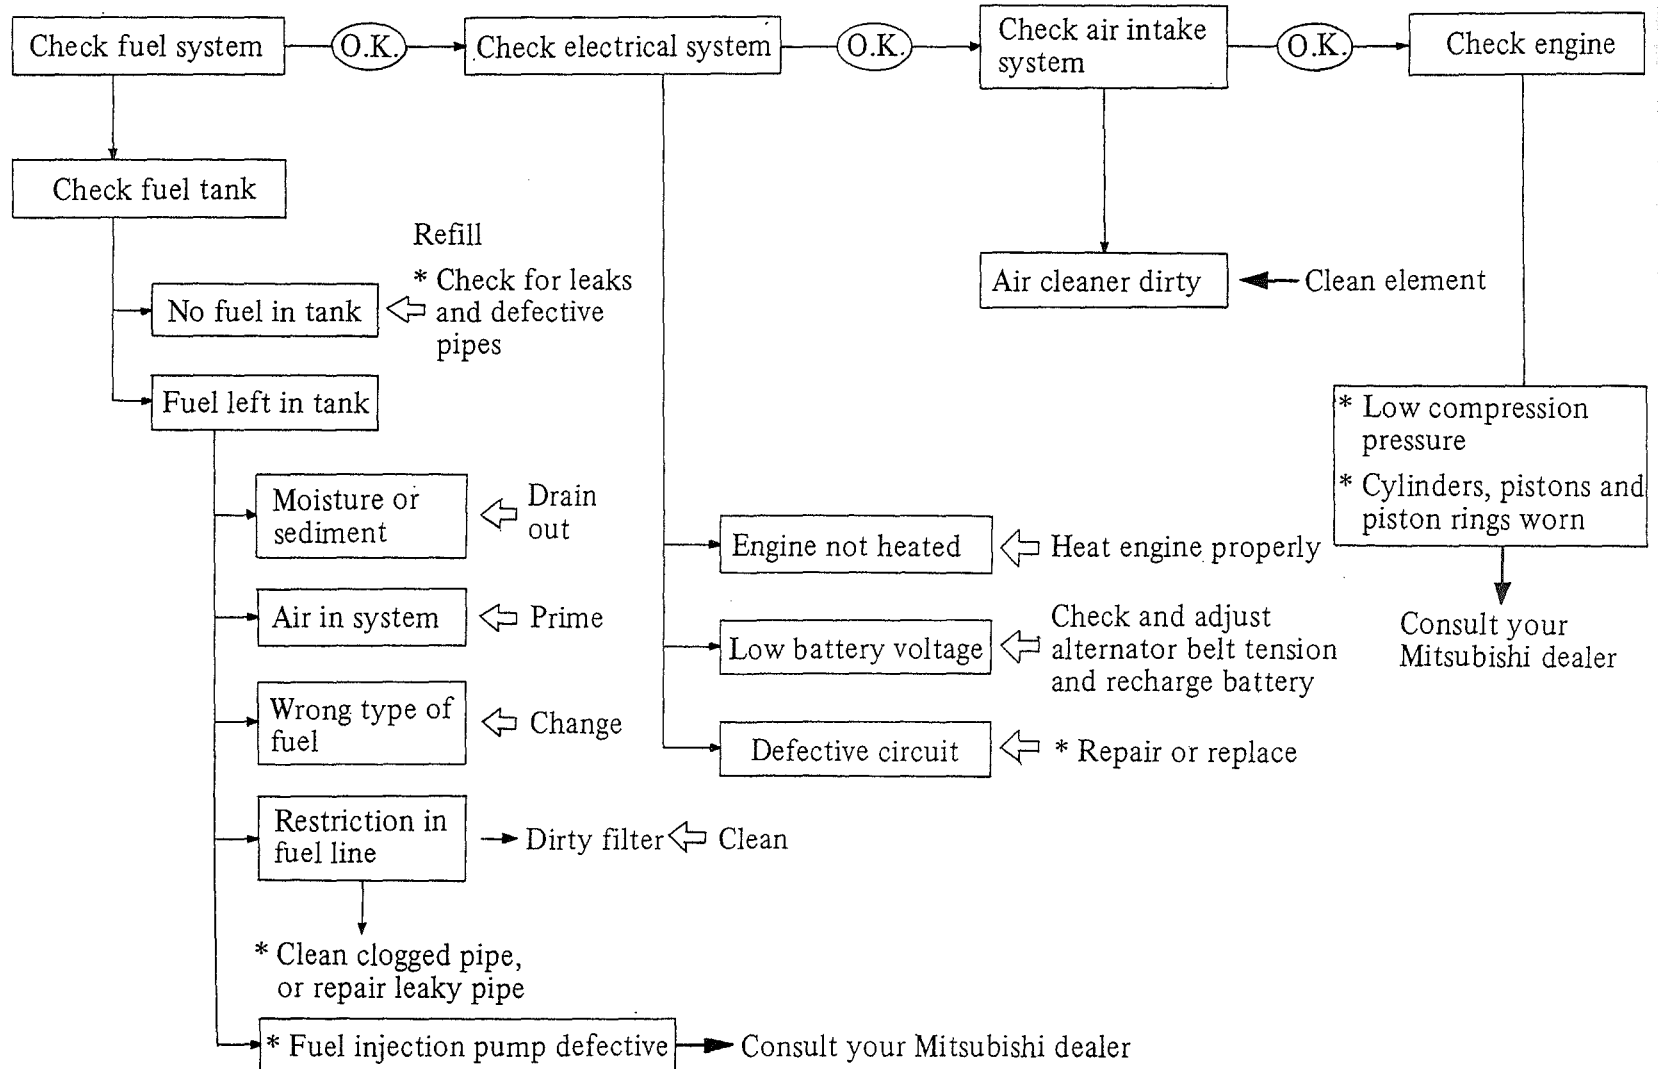 Check fuel system
O.K.
Check electrical system
O.K.
Check air intake
system
O.K.
Check engine
Check fuel tank
Refill
* Check for leaks
and defective
pipes
No fuel in tank
Fuel left in tank
Moisture or
sediment
Drain
out
Air in system
Prime
Wrong type of
fuel
Change
Restriction in
fuel line
Dirty filter
Clean
* Clean clogged pipe,
or repair leaky pipe
* Fuel injection pump defective
Consult your Mitsubishi dealer
Engine not heated
Heat engine properly
Low battery voltage
Check and adjust
alternator belt tension
and recharge battery
Defective circuit
* Repair or replace
Air cleaner dirty
Clean element
* Low compression
pressure
* Cylinders, pistons and
piston rings worn
Consult your
Mitsubishi dealer